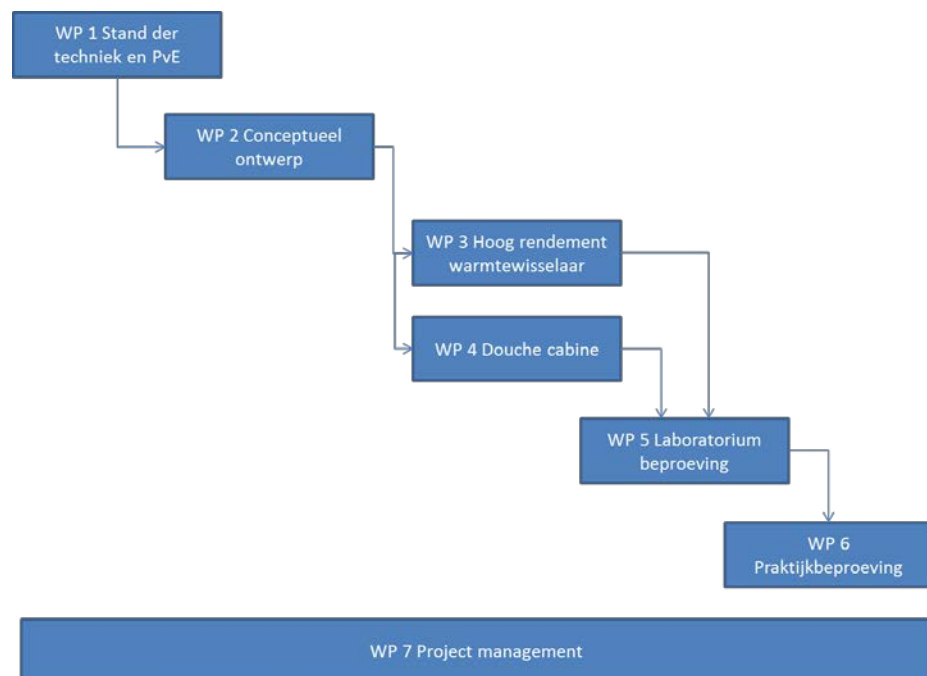 WP 1 Stand der
techniek en PvE
WP 2 Conceptueel
ontwerp
WP 3 Hoog rendement
warmtewisselaar
WP 4 Douche cabine
WP 5 Laboratorium
beproeving
WP 6
Praktijkbeproeving
WP 7 Project management